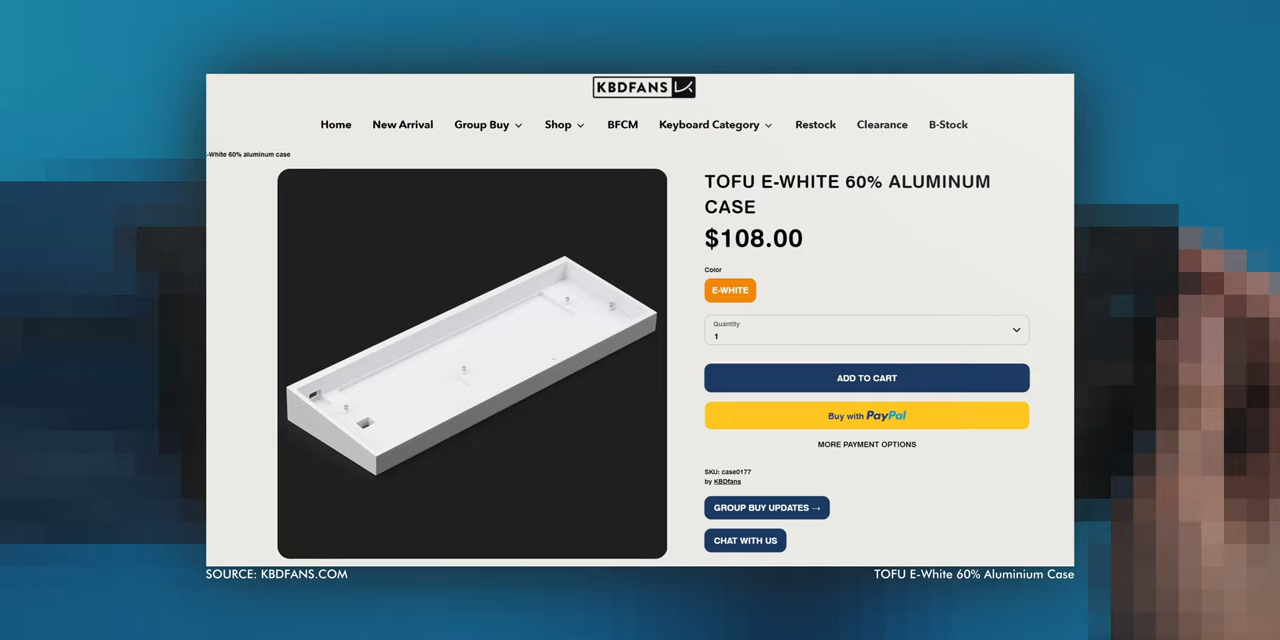 KBDFANS
Home New Arrival Group Buy Shop BFCM Keyboard Category Restock Clearance B-Stock
-White 60% aluminum case
TOFU E-WHITE 60% ALUMINUM
CASE
$108.00
Color
E-WHITE
Quantity
1
ADD TO CART
Buy with PayPal
MORE PAYMENT OPTIONS
SKU: case0177
by KBDfans
GROUP BUY UPDATES →
CHAT WITH US
SOURCE: KBDFANS.COM
TOFU E-White 60% Aluminium Case